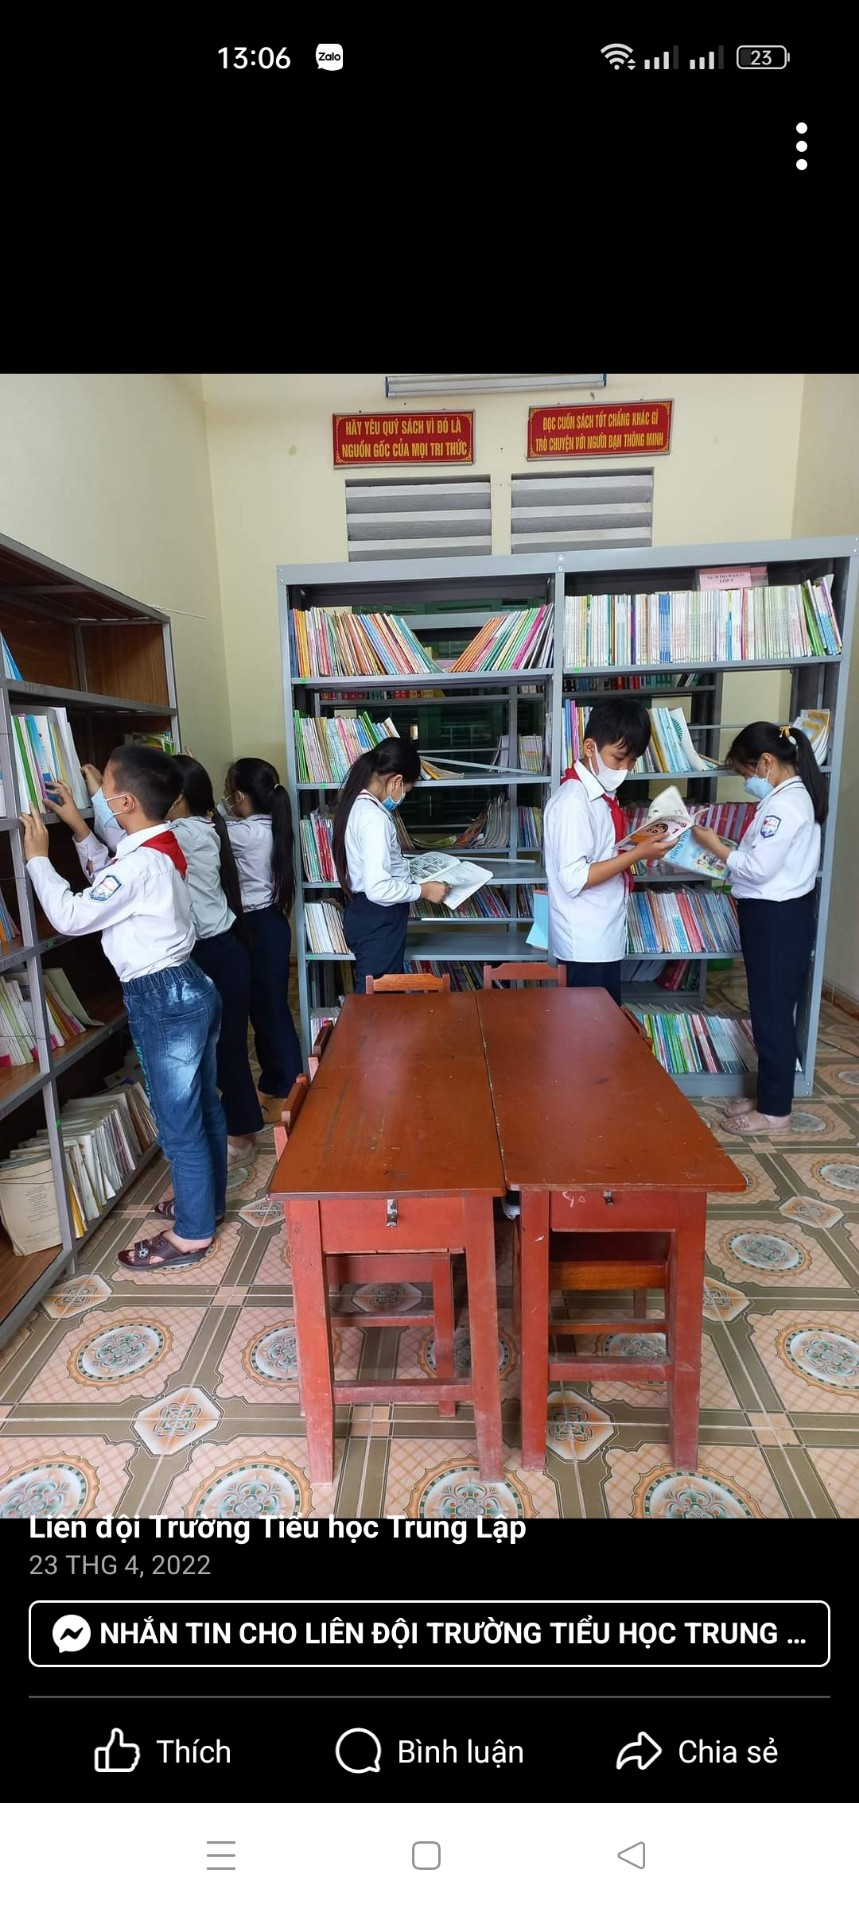 13:06
Zalo
23
HÃY YÊU QUÝ SÁCH VÌ ĐÓ LÀ
NGUỒN GỐC CỦA MỌI TRI THỨC
ĐỌC CUỐN SÁCH TỐT CHẲNG KHÁC GÌ
TRÒ CHUYỆN VỚI NGƯỜI BẠN THÔNG MINH
Liên đội Trường Tiểu học Trung Lập
23 THG 4, 2022
NHẮN TIN CHO LIÊN ĐỘI TRƯỜNG TIỂU HỌC TRUNG ...
Thích
Bình luận
Chia sẻ